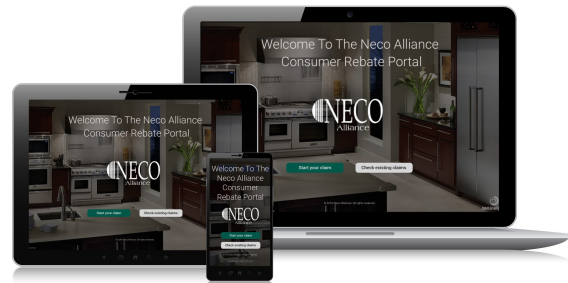 Welcome To The Neco Alliance
Consumer Rebate Portal
NECO
Alliance
Start your claim
Check existing claims
Welcome To The Neco Alliance
Consumer Rebate Portal
NECO
Alliance
Start your claim
Check existing claims
Welcome To The
Neco Alliance
Consumer
Rebate Portal
NECO
Alliance
Start your claim
Check existing claims